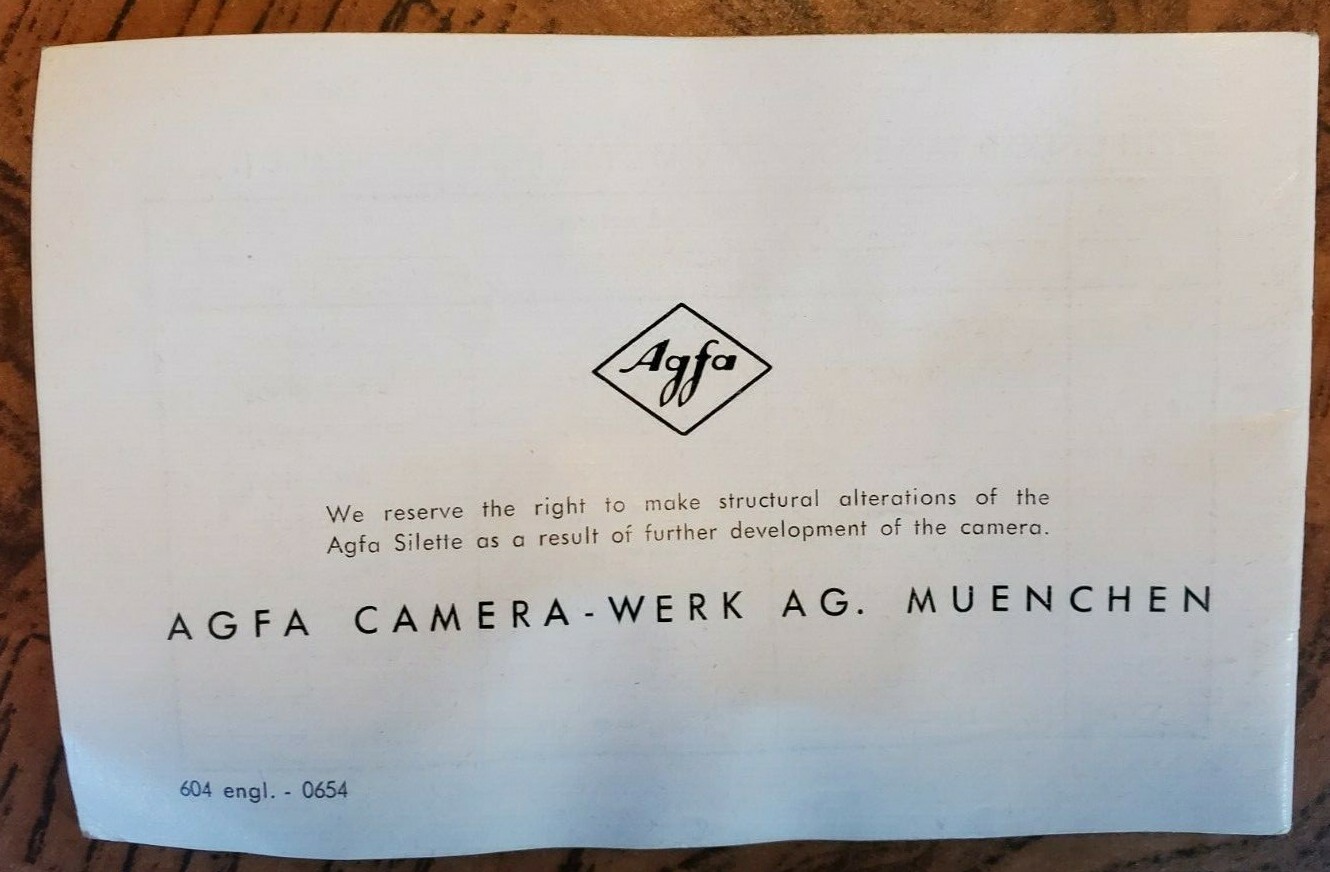 Agfa
We reserve the right to make structural alterations of the
Agfa Silette as a result of further development of the camera.
AGFA CAMERA-WERK AG. MUENCHEN
604 engl. - 0654